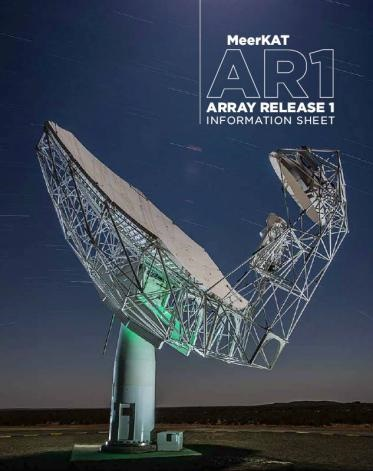 MeerKAT
AR1
ARRAY RELEASE 1
INFORMATION SHEET